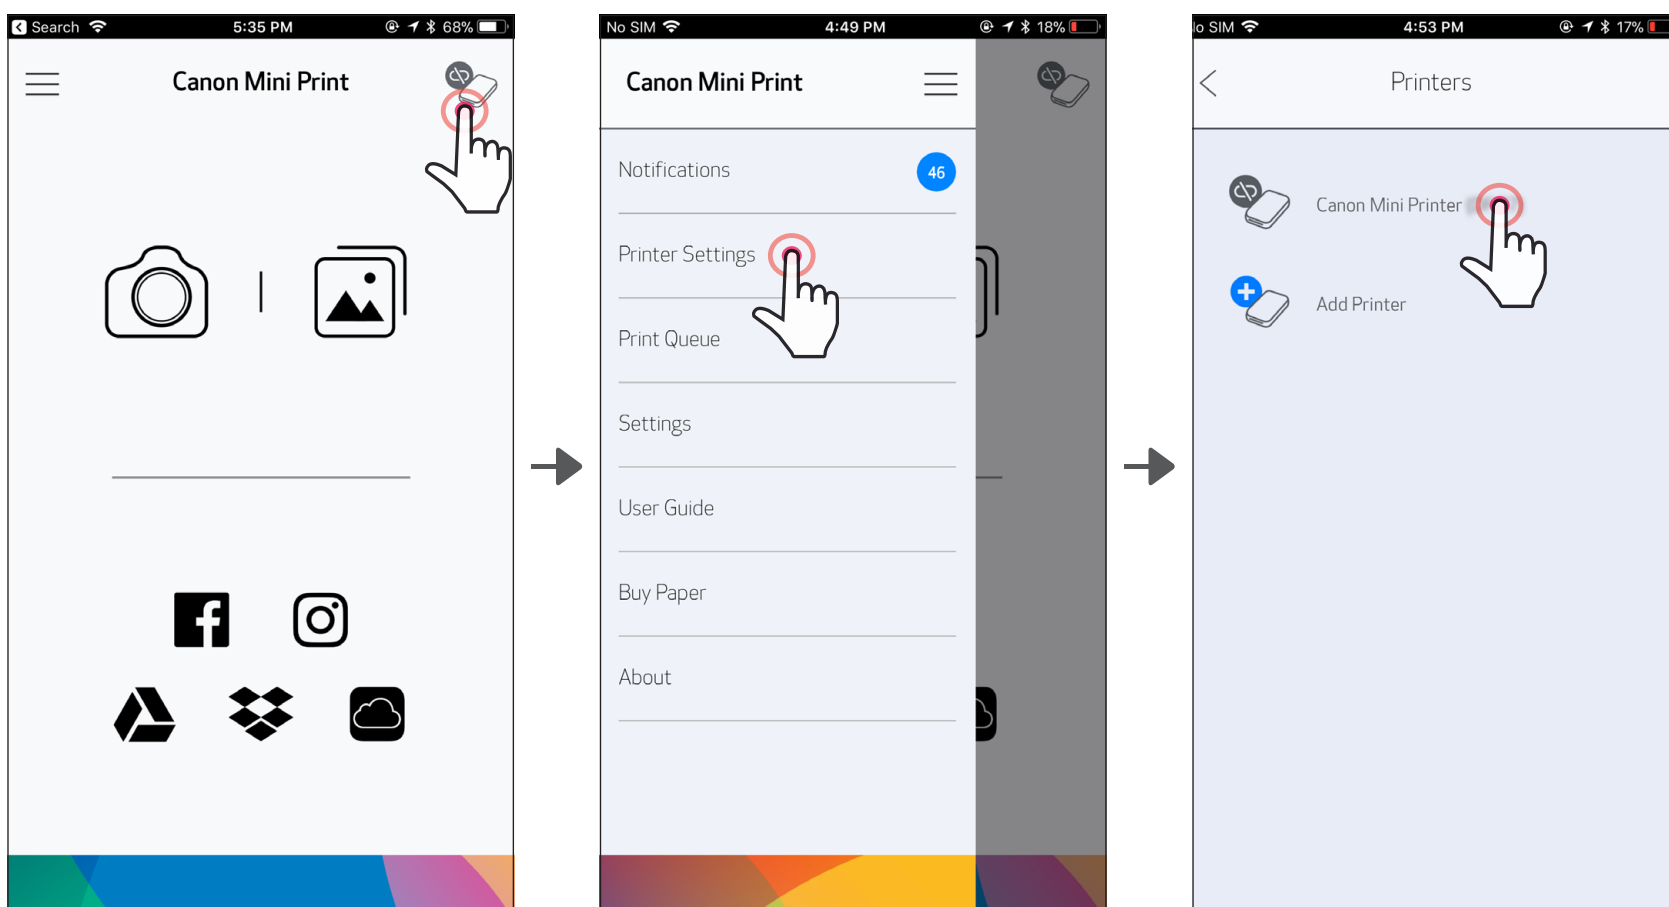 Search 5:35 PM 68%
Canon Mini Print
No SIM 4:49 PM 18%
Canon Mini Print
Notifications 46
Printer Settings
Print Queue
Settings
User Guide
Buy Paper
About
lo SIM 4:53 PM 17%
Printers
Canon Mini Printer
Add Printer